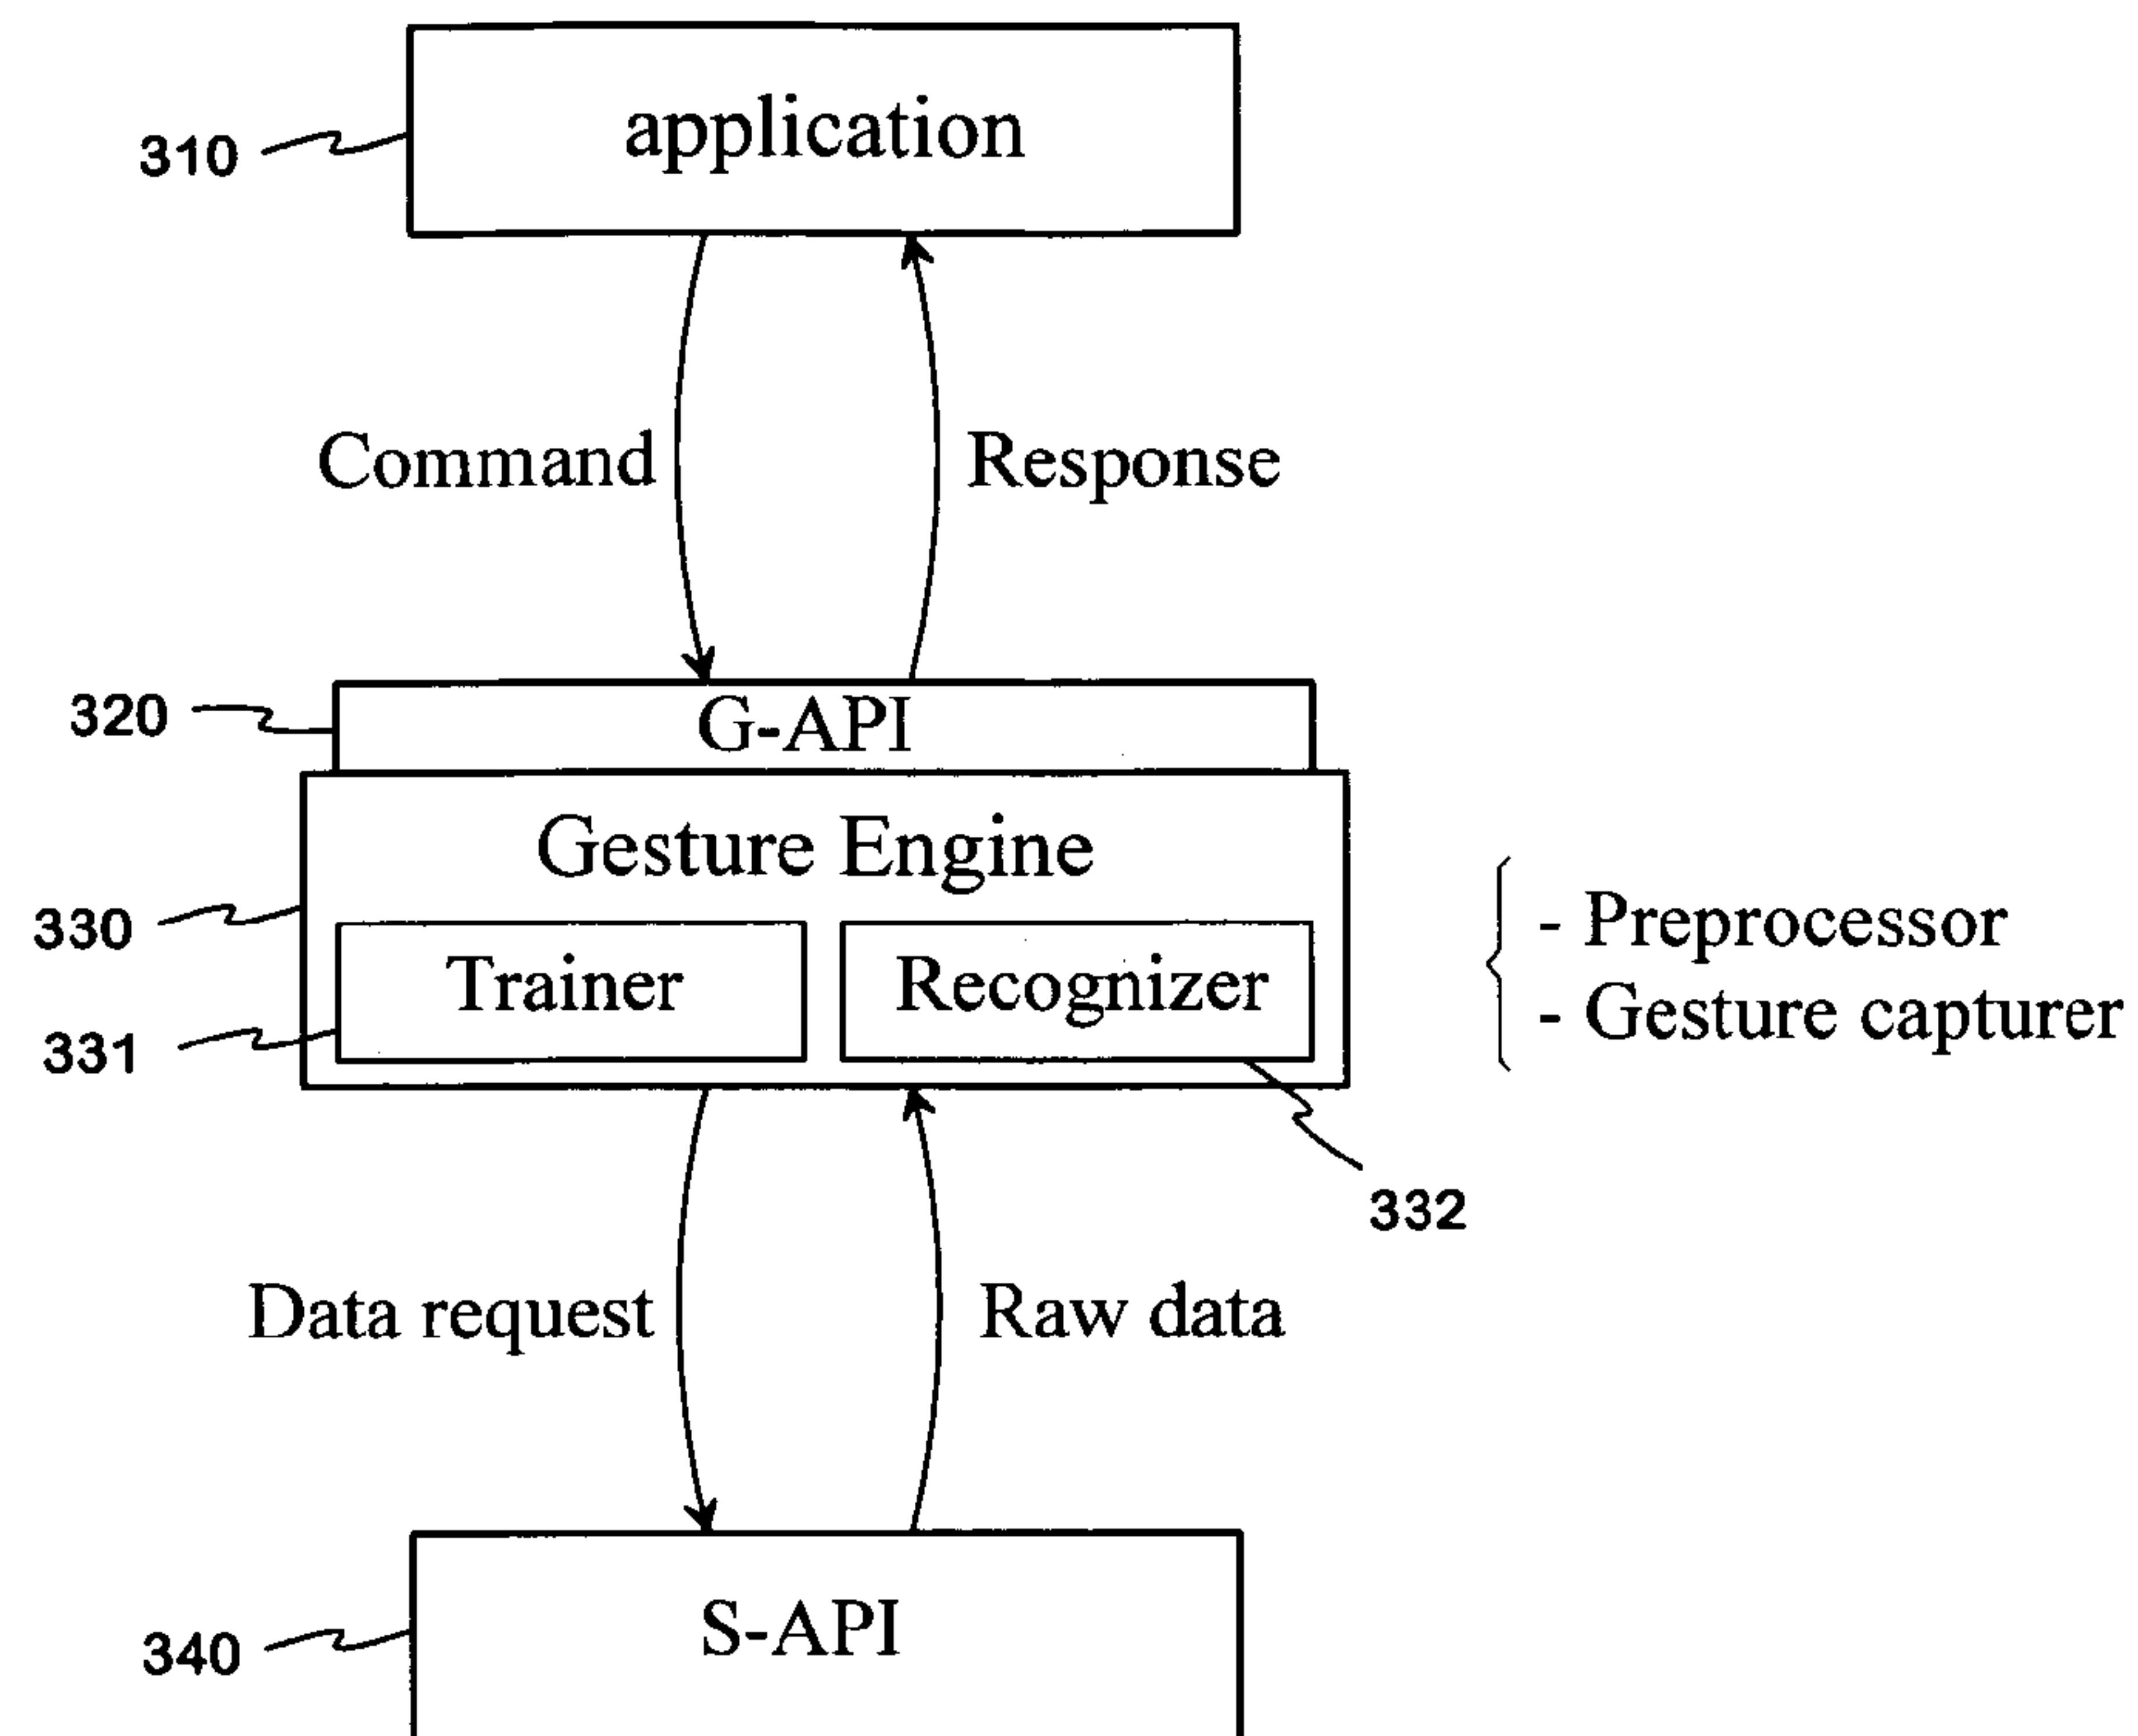 application
310
Command
Response
320
G-API
Gesture Engine
330
Trainer
Recognizer
331
- Preprocessor
- Gesture capturer
332
Data request
Raw data
S-API
340